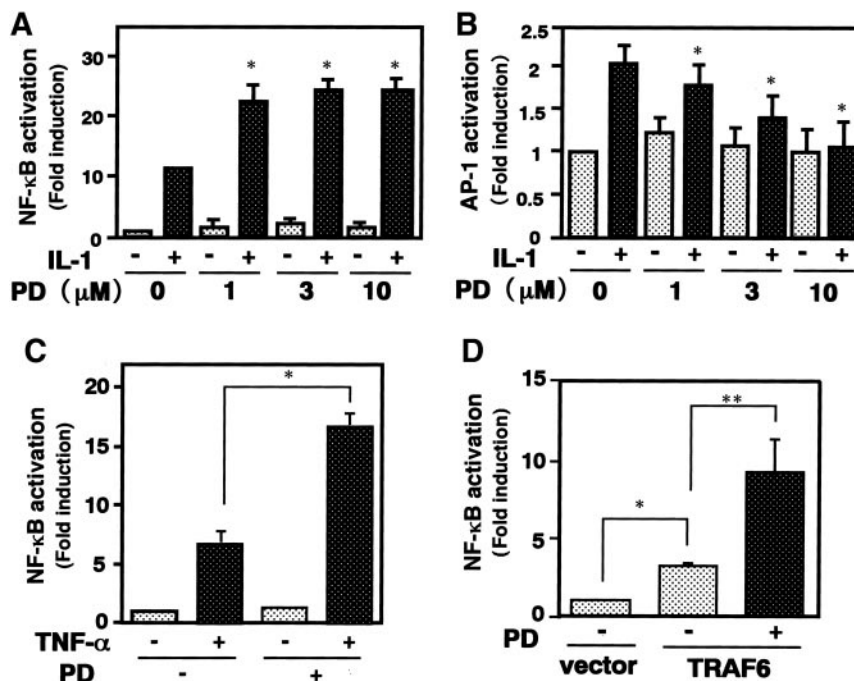 A
NF-κB activation
(Fold induction)
30
20
10
0
* * *
IL-1 - + - + - + - +
PD (μM) 0 1 3 10
B
AP-1 activation
(Fold induction)
2.5
2
1.5
1
0.5
0
* * *
IL-1 - + - + - + - +
PD (μM) 0 1 3 10
C
NF-κB activation
(Fold induction)
20
15
10
5
0
*
TNF-α - + - +
PD - +
D
NF-κB activation
(Fold induction)
15
10
5
0
* **
PD - - +
vector TRAF6